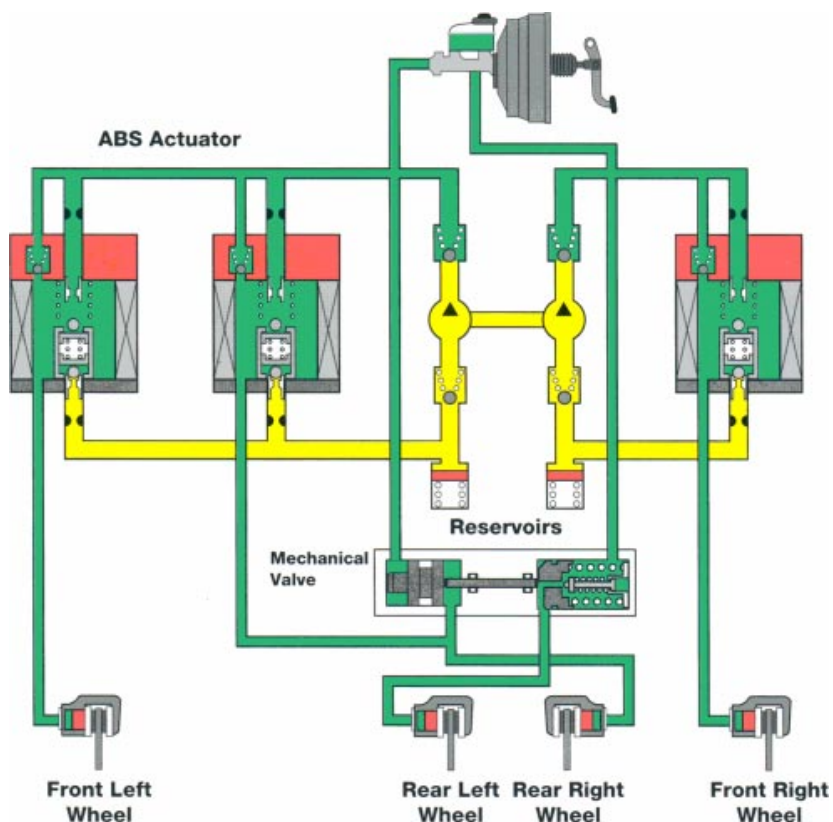 ABS Actuator
Reservoirs
Mechanical
Valve
Front Left
Wheel
Rear Left
Wheel
Rear Right
Wheel
Front Right
Wheel